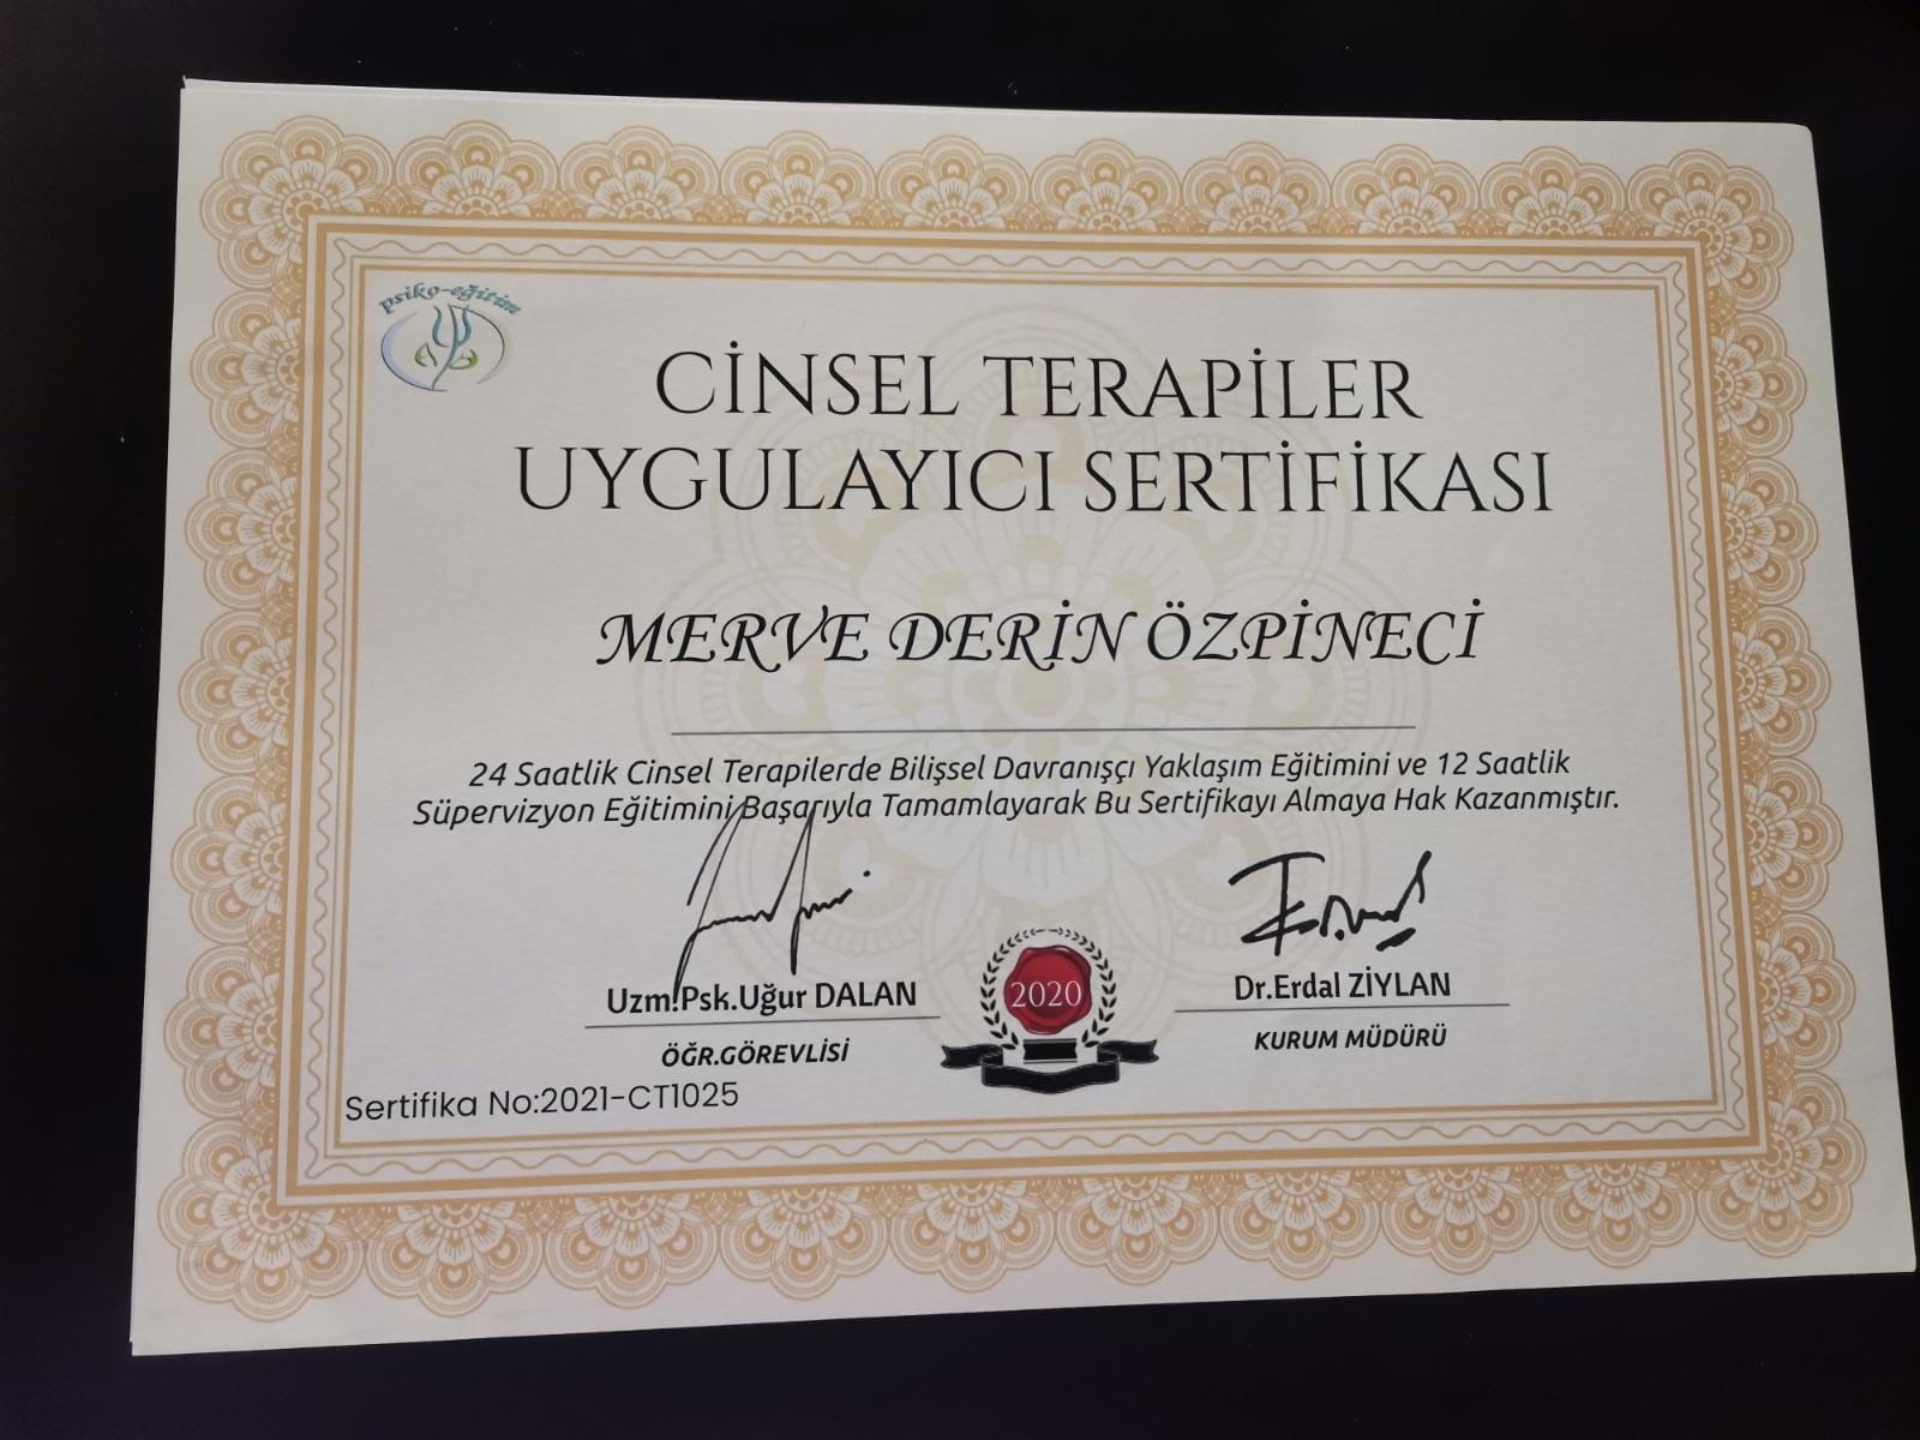 psiko-eğitim
CİNSEL TERAPİLER
UYGULAYICI SERTİFİKASI
MERVE DERİN ÖZPİNECİ
24 Saatlik Cinsel Terapilerde Bilişsel Davranışçı Yaklaşım Eğitimini ve 12 Saatlik
Süpervizyon Eğitimini Başarıyla Tamamlayarak Bu Sertifikayı Almaya Hak Kazanmıştır.
Uzm.Psk.Uğur DALAN
ÖĞR.GÖREVLİSİ
2020
Dr.Erdal ZİYLAN
KURUM MÜDÜRÜ
Sertifika No:2021-CT1025